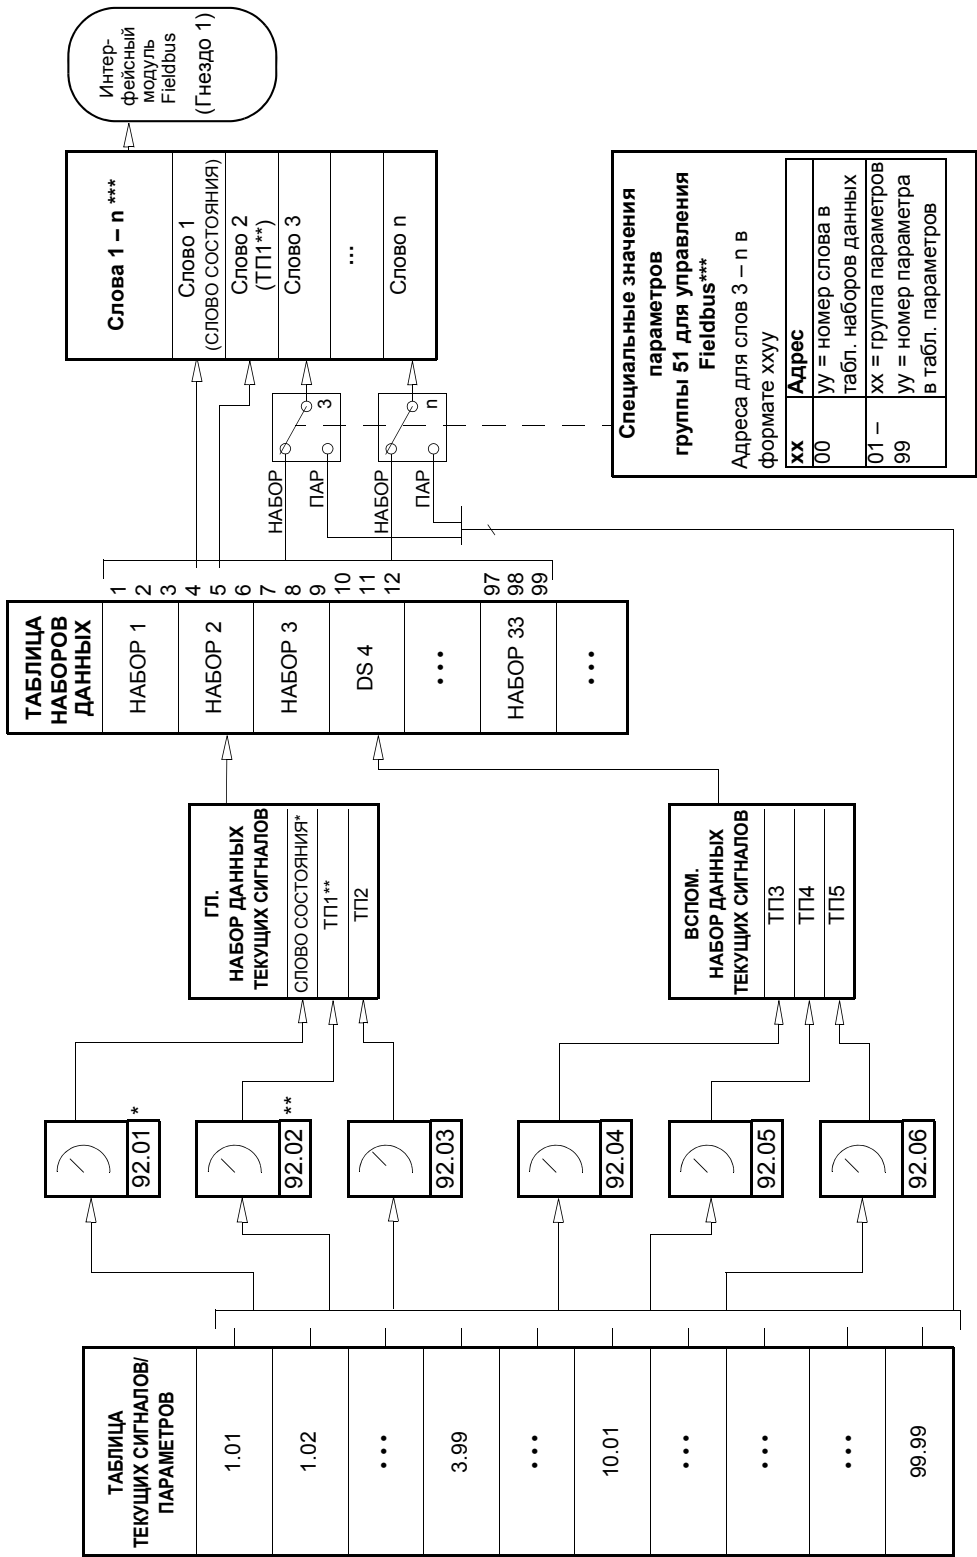 ТАБЛИЦА
ТЕКУЩИХ СИГНАЛОВ/
ПАРАМЕТРОВ
1.01
1.02
...
3.99
...
10.01
...
...
...
99.99
92.01
*
92.02
**
92.03
92.04
92.05
92.06
ГЛ.
НАБОР ДАННЫХ
ТЕКУЩИХ СИГНАЛОВ
СЛОВО СОСТОЯНИЯ*
ТП1**
ТП2
ВСПОМ.
НАБОР ДАННЫХ
ТЕКУЩИХ СИГНАЛОВ
ТП3
ТП4
ТП5
ТАБЛИЦА
НАБОРОВ
ДАННЫХ
НАБОР 1
НАБОР 2
НАБОР 3
DS 4
...
НАБОР 33
...
1
2
3
4
5
6
7
8
9
10
11
12
97
98
99
НАБОР
ПАР
3
НАБОР
ПАР
n
Слова 1 – n ***
Слово 1
(СЛОВО СОСТОЯНИЯ)
Слово 2
(ТП1**)
Слово 3
...
Слово n
Интер-
фейсный
модуль
Fieldbus
(Гнездо 1)
Специальные значения
параметров
группы 51 для управления
Fieldbus***
Адреса для слов 3 – n в
формате xxyy
xx Адрес
00 yy = номер слова в
табл. наборов данных
01 – xx = группа параметров
99 yy = номер параметра
в табл. параметров